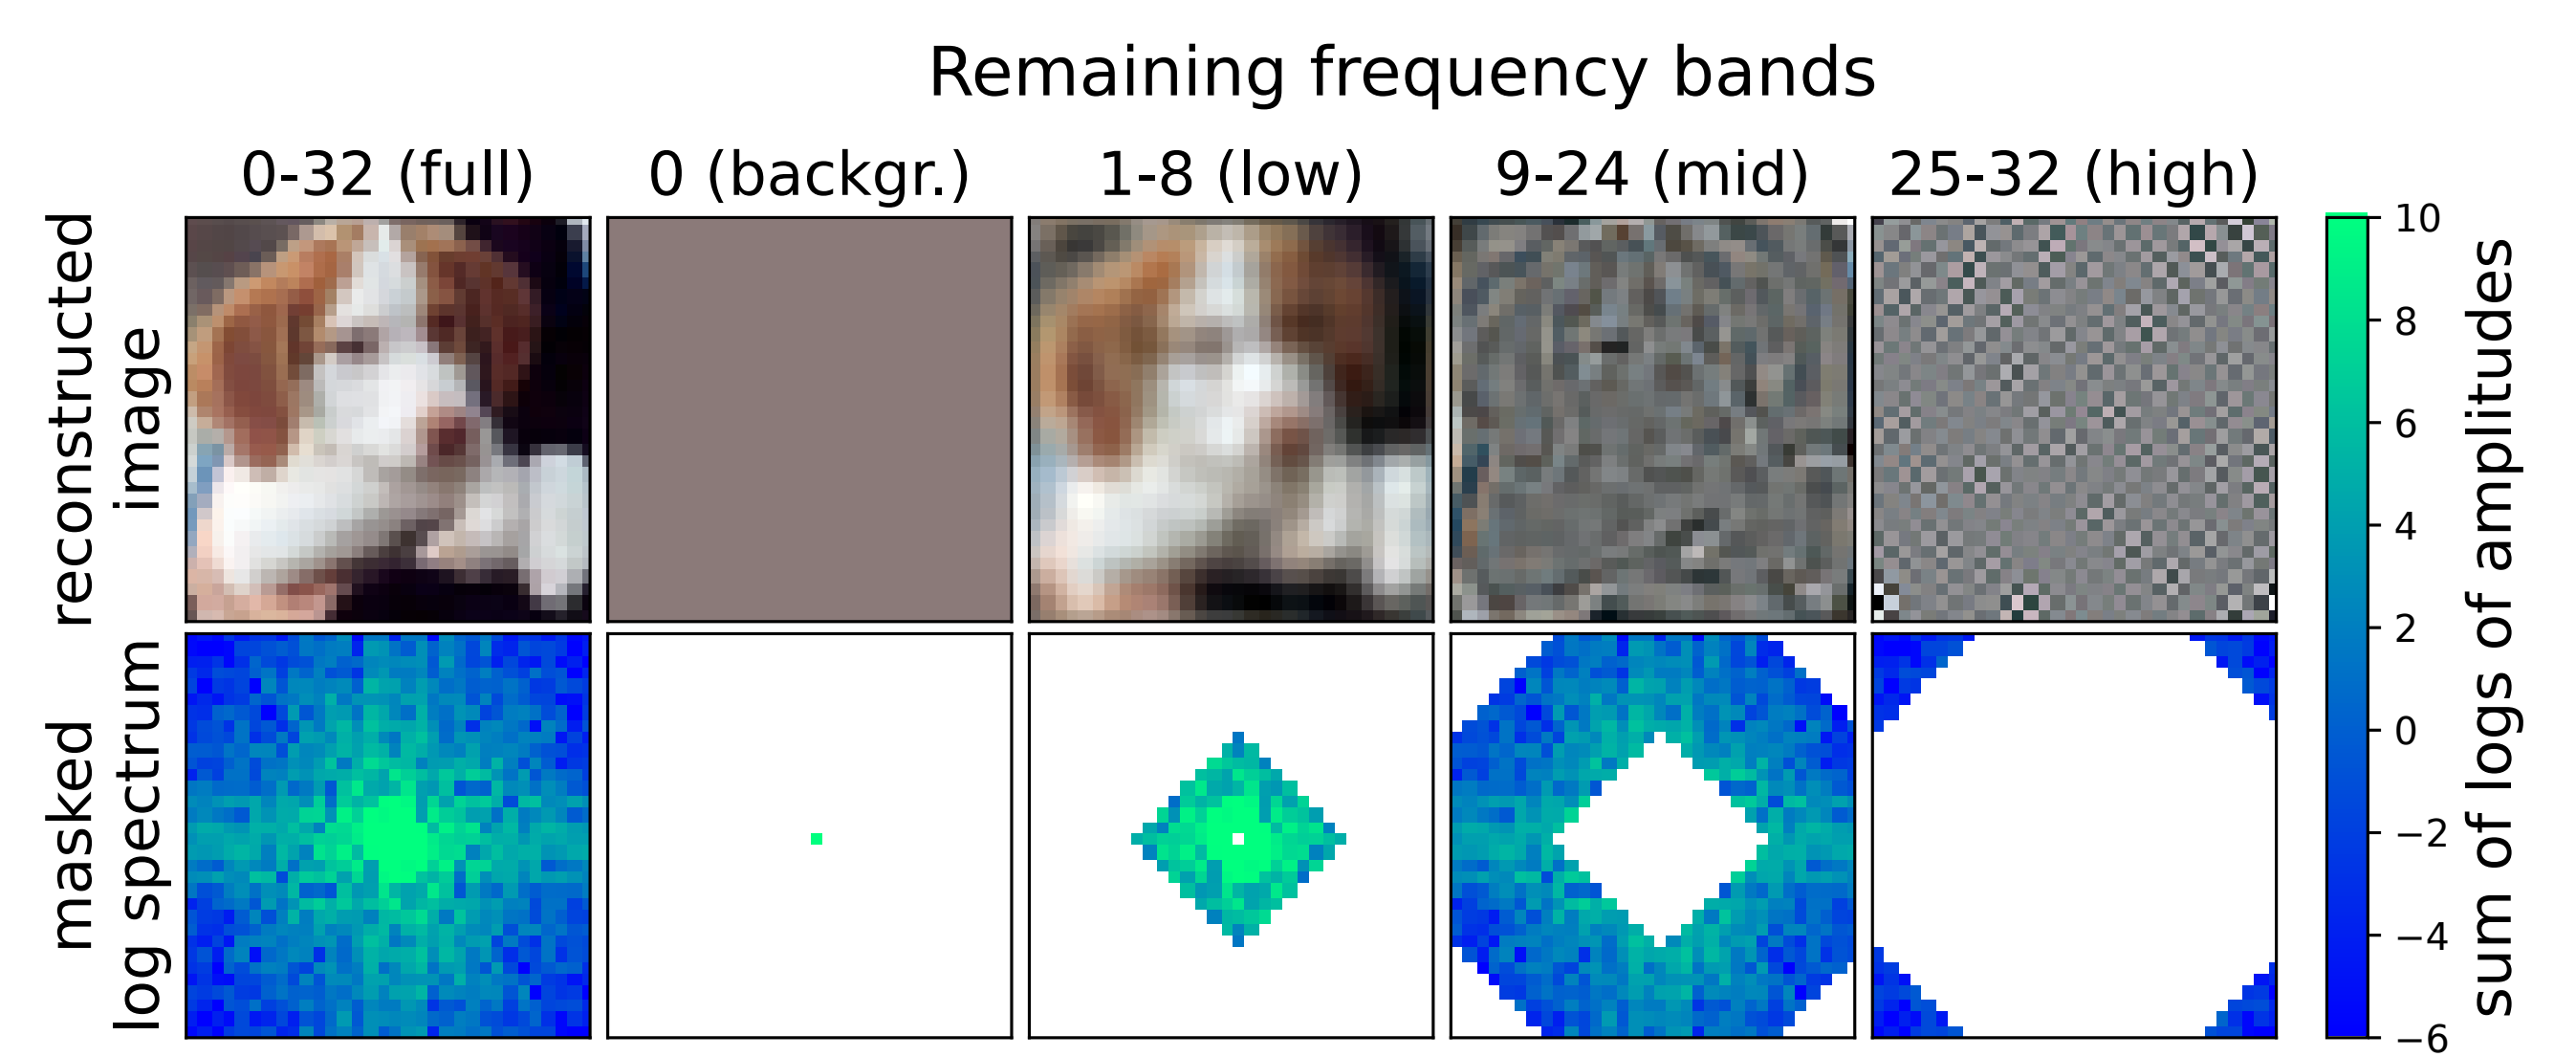 Remaining frequency bands
0-32 (full)
0 (backgr.)
1-8 (low)
9-24 (mid)
25-32 (high)
reconstructed
image
masked
log spectrum
10
8
6
4
2
0
−2
−4
−6
sum of logs of amplitudes